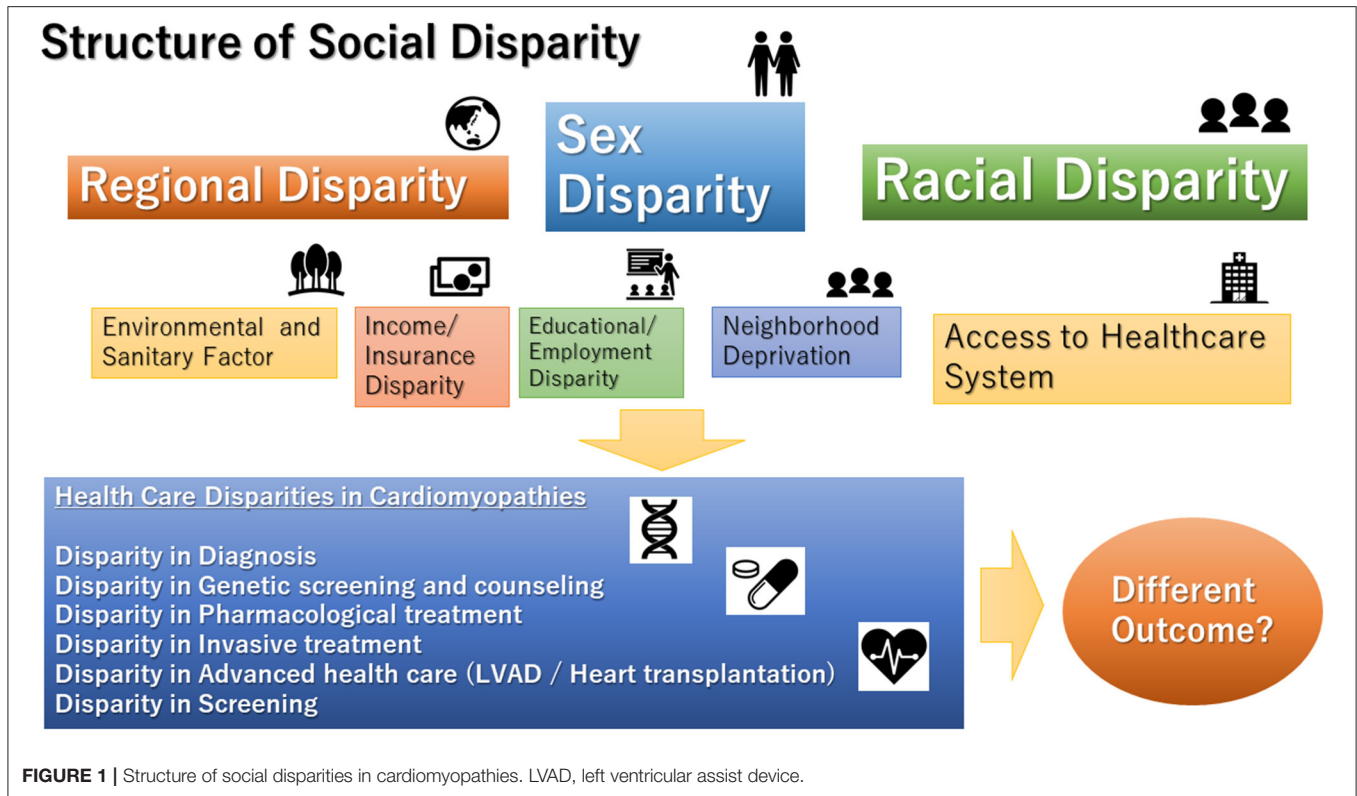 Structure of Social Disparity
Regional Disparity
Sex
Disparity
Racial Disparity
Environmental and
Sanitary Factor
Income/
Insurance
Disparity
Educational/
Employment
Disparity
Neighborhood
Deprivation
Access to Healthcare
System
Health Care Disparities in Cardiomyopathies
Disparity in Diagnosis
Disparity in Genetic screening and counseling
Disparity in Pharmacological treatment
Disparity in Invasive treatment
Disparity in Advanced health care (LVAD / Heart transplantation)
Disparity in Screening
Different
Outcome?
FIGURE 1 | Structure of social disparities in cardiomyopathies. LVAD, left ventricular assist device.